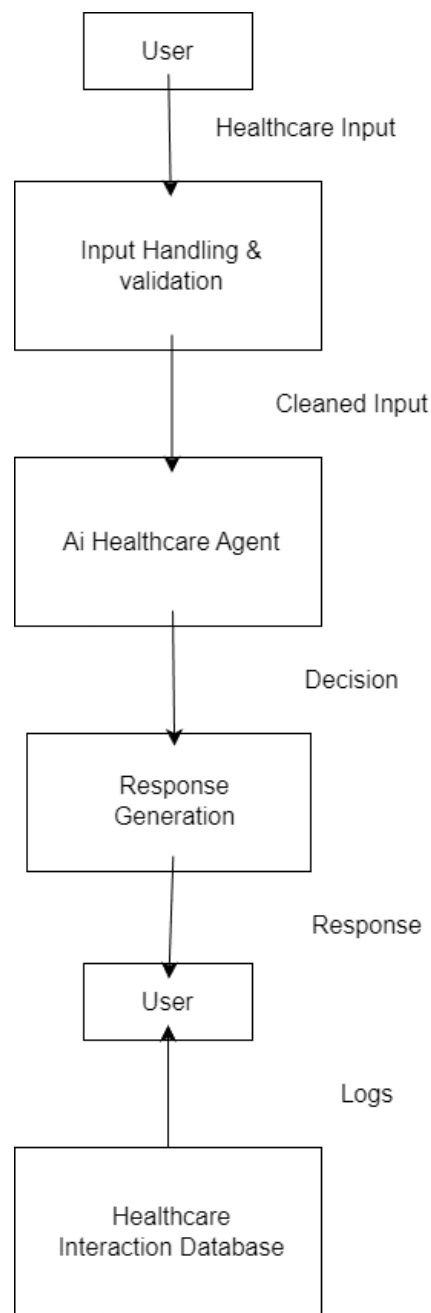 User
Healthcare Input
Input Handling &
validation
Cleaned Input
Ai Healthcare Agent
Decision
Response
Generation
Response
User
Logs
Healthcare
Interaction Database